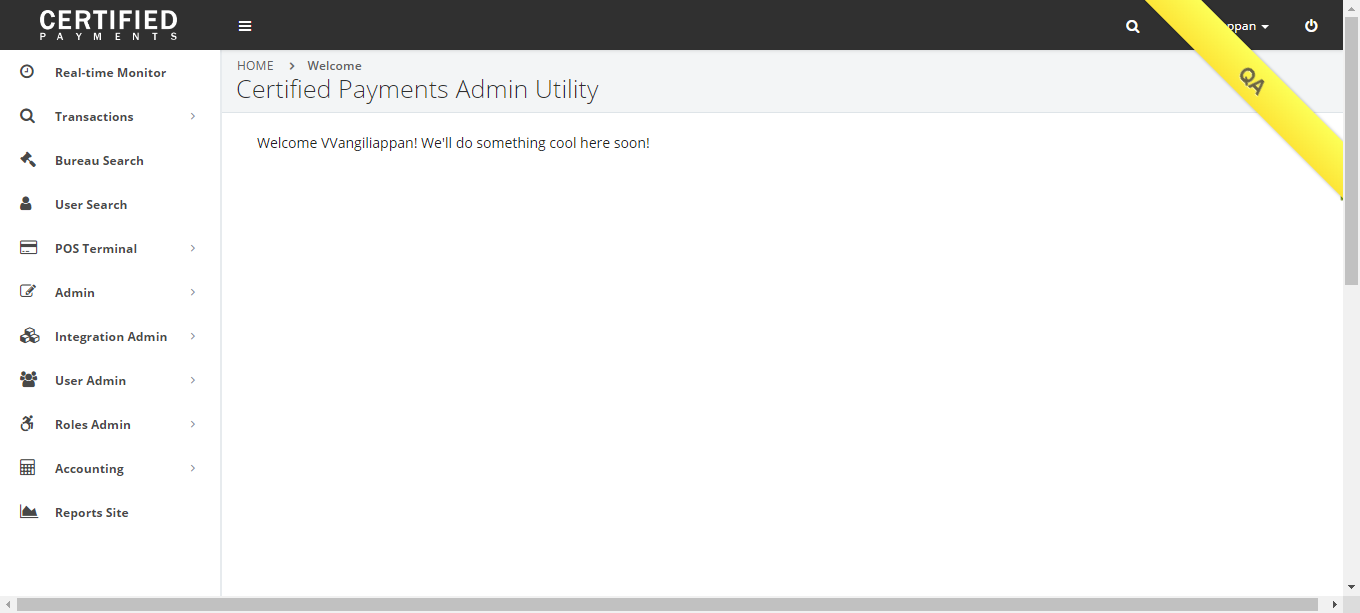 CERTIFIED
PAYMENTS
QA
Real-time Monitor
Transactions
Bureau Search
User Search
POS Terminal
Admin
Integration Admin
User Admin
Roles Admin
Accounting
Reports Site
HOME > Welcome
Certified Payments Admin Utility
Welcome VVangiliappan! We'll do something cool here soon!